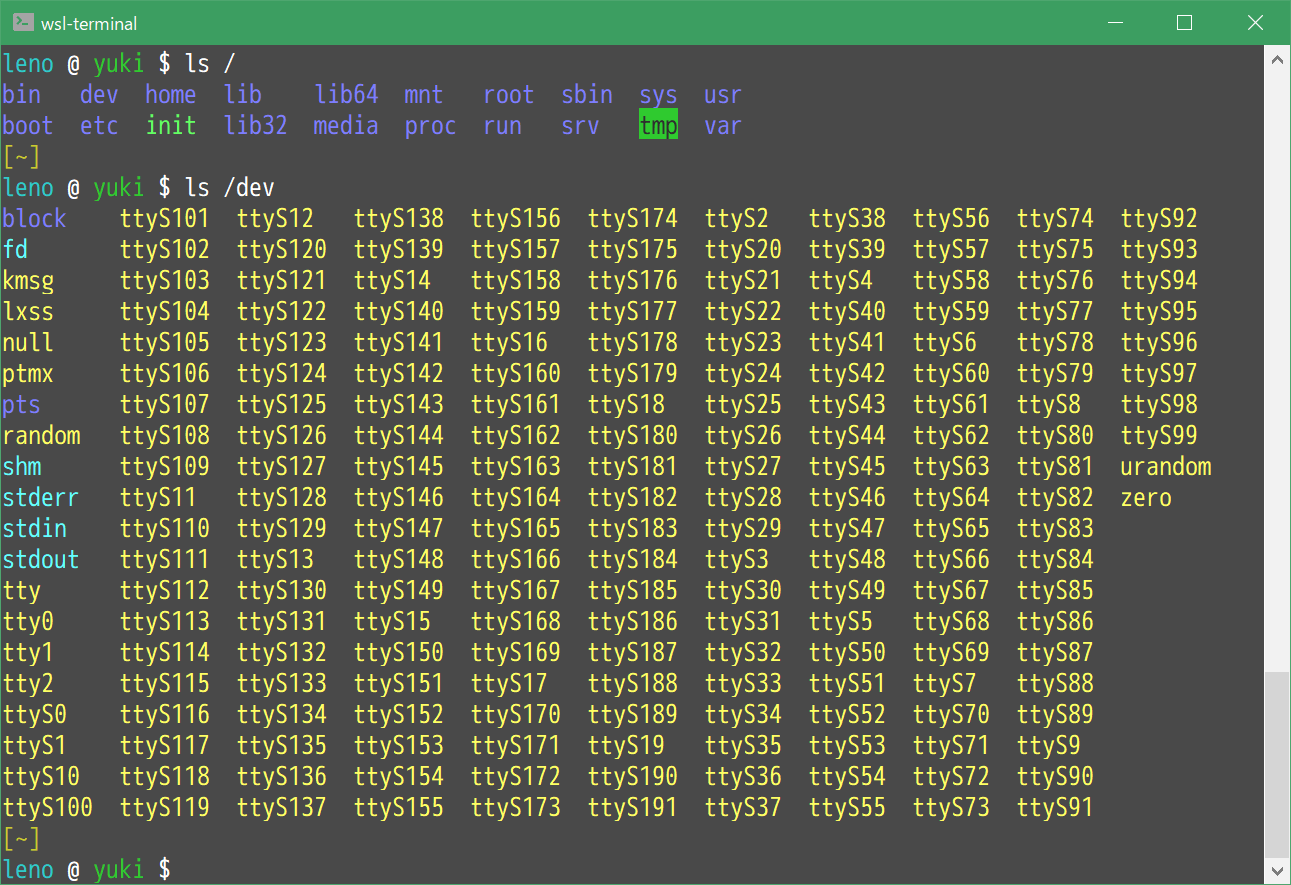 wsl-terminal
leno @ yuki $ ls /
bin   dev  home  lib    lib64  mnt   root  sbin  sys  usr
boot  etc  init  lib32  media  proc  run   srv   tmp  var
[~]
leno @ yuki $ ls /dev
block    ttyS101  ttyS12   ttyS138  ttyS156  ttyS174  ttyS2   ttyS38  ttyS56  ttyS74  ttyS92
fd       ttyS102  ttyS120  ttyS139  ttyS157  ttyS175  ttyS20  ttyS39  ttyS57  ttyS75  ttyS93
kmsg     ttyS103  ttyS121  ttyS14   ttyS158  ttyS176  ttyS21  ttyS4   ttyS58  ttyS76  ttyS94
lxss     ttyS104  ttyS122  ttyS140  ttyS159  ttyS177  ttyS22  ttyS40  ttyS59  ttyS77  ttyS95
null     ttyS105  ttyS123  ttyS141  ttyS16   ttyS178  ttyS23  ttyS41  ttyS6   ttyS78  ttyS96
ptmx     ttyS106  ttyS124  ttyS142  ttyS160  ttyS179  ttyS24  ttyS42  ttyS60  ttyS79  ttyS97
pts      ttyS107  ttyS125  ttyS143  ttyS161  ttyS18   ttyS25  ttyS43  ttyS61  ttyS8   ttyS98
random   ttyS108  ttyS126  ttyS144  ttyS162  ttyS180  ttyS26  ttyS44  ttyS62  ttyS80  ttyS99
shm      ttyS109  ttyS127  ttyS145  ttyS163  ttyS181  ttyS27  ttyS45  ttyS63  ttyS81  urandom
stderr   ttyS11   ttyS128  ttyS146  ttyS164  ttyS182  ttyS28  ttyS46  ttyS64  ttyS82  zero
stdin    ttyS110  ttyS129  ttyS147  ttyS165  ttyS183  ttyS29  ttyS47  ttyS65  ttyS83
stdout   ttyS111  ttyS13   ttyS148  ttyS166  ttyS184  ttyS3   ttyS48  ttyS66  ttyS84
tty      ttyS112  ttyS130  ttyS149  ttyS167  ttyS185  ttyS30  ttyS49  ttyS67  ttyS85
tty0     ttyS113  ttyS131  ttyS15   ttyS168  ttyS186  ttyS31  ttyS5   ttyS68  ttyS86
tty1     ttyS114  ttyS132  ttyS150  ttyS169  ttyS187  ttyS32  ttyS50  ttyS69  ttyS87
tty2     ttyS115  ttyS133  ttyS151  ttyS17   ttyS188  ttyS33  ttyS51  ttyS7   ttyS88
ttyS0    ttyS116  ttyS134  ttyS152  ttyS170  ttyS189  ttyS34  ttyS52  ttyS70  ttyS89
ttyS1    ttyS117  ttyS135  ttyS153  ttyS171  ttyS19   ttyS35  ttyS53  ttyS71  ttyS9
ttyS10   ttyS118  ttyS136  ttyS154  ttyS172  ttyS190  ttyS36  ttyS54  ttyS72  ttyS90
ttyS100  ttyS119  ttyS137  ttyS155  ttyS173  ttyS191  ttyS37  ttyS55  ttyS73  ttyS91
[~]
leno @ yuki $